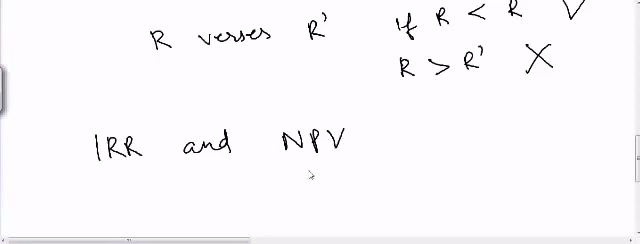 R verses R' if R < R ✓
R > R' X
IRR and NPV